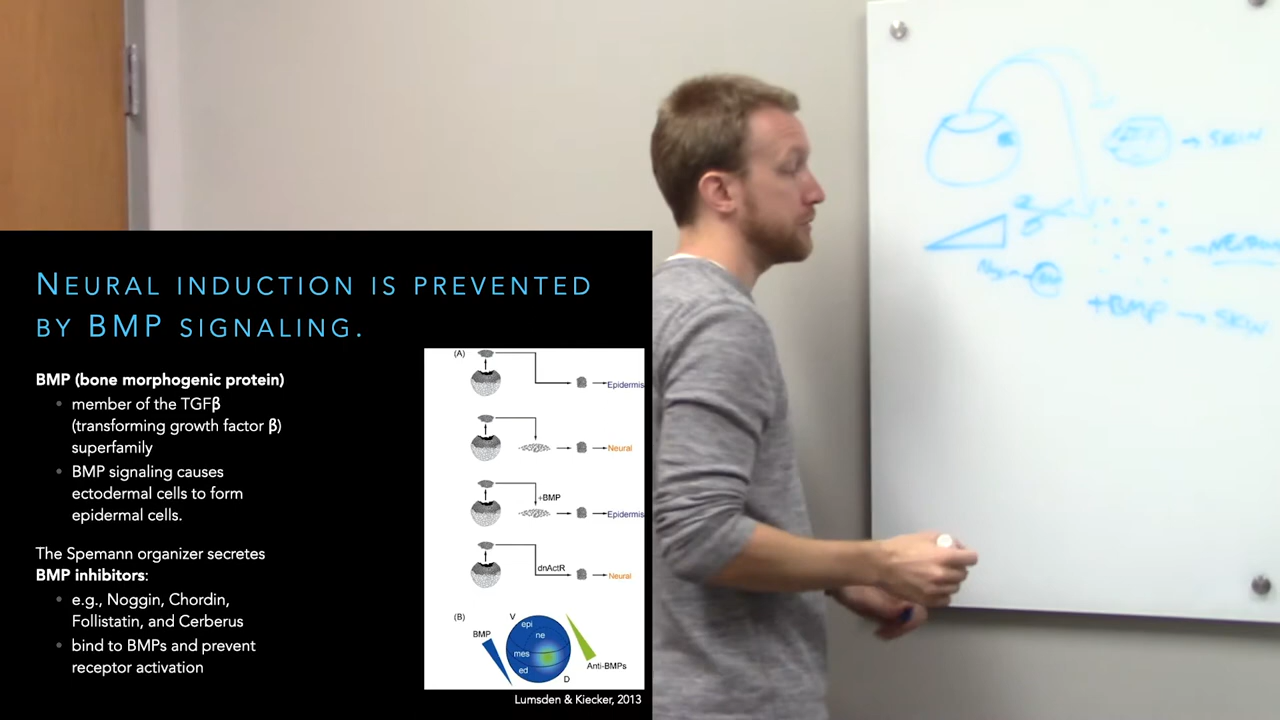 NEURAL INDUCTION IS PREVENTED
BY BMP SIGNALING.
BMP (bone morphogenic protein)
• member of the TGFβ
(transforming growth factor β)
superfamily
• BMP signaling causes
ectodermal cells to form
epidermal cells.
The Spemann organizer secretes
BMP inhibitors:
• e.g., Noggin, Chordin,
Follistatin, and Cerberus
• bind to BMPs and prevent
receptor activation
(A)
Epidermis
Neural
+BMP
Epidermis
dnActR
Neural
(B)
V
epi
BMP
ne
mes
ed
Anti-BMPs
D
Lumsden & Kiecker, 2013
→ SKIN
+BMP → SKIN